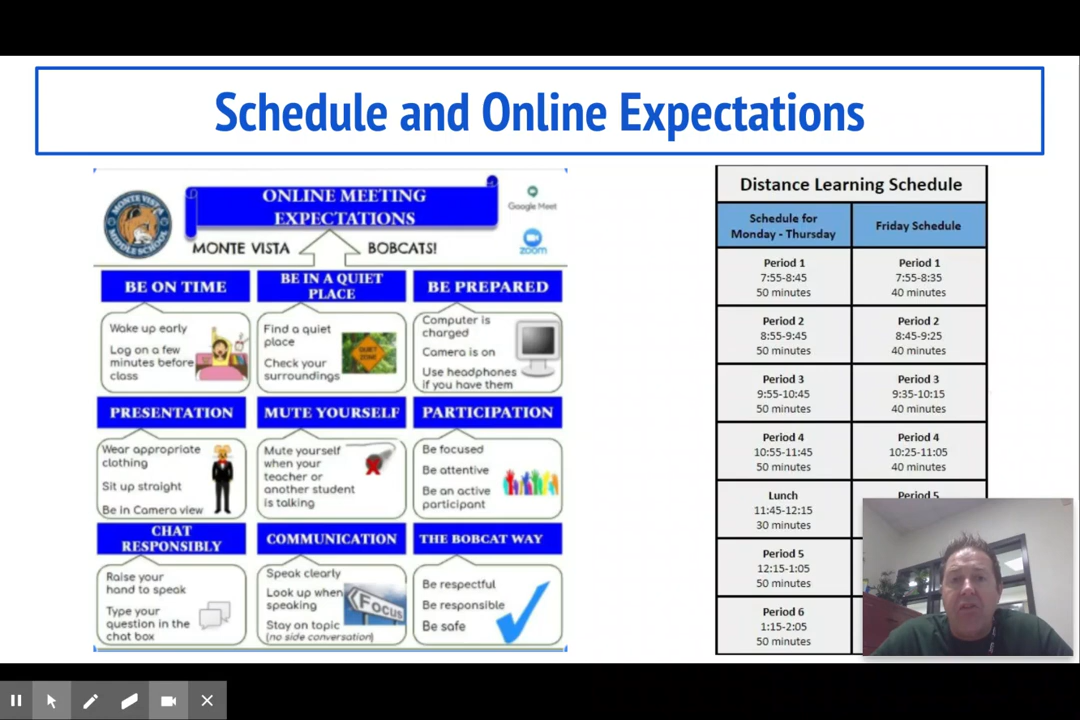 Schedule and Online Expectations
MONTE VISTA
MIDDLE SCHOOL
ONLINE MEETING
EXPECTATIONS
Google Meet
zoom
MONTE VISTA BOBCATS!
BE ON TIME
Wake up early
Log on a few
minutes before
class
BE IN A QUIET
PLACE
Find a quiet
place
Check your
surroundings
QUIET
ZONE
BE PREPARED
Computer is
charged
Camera is on
Use headphones
if you have them
PRESENTATION
Wear appropriate
clothing
Sit up straight
Be in Camera view
MUTE YOURSELF
Mute yourself
when your
teacher or
another student
is talking
PARTICIPATION
Be focused
Be attentive
Be an active
participant
CHAT
RESPONSIBLY
Raise your
hand to speak
Type your
question in the
chat box
COMMUNICATION
Speak clearly
Look up when
speaking
Stay on topic
(no side conversation)
Focus
THE BOBCAT WAY
Be respectful
Be responsible
Be safe
Distance Learning Schedule
Schedule for
Monday - Thursday
Friday Schedule
Period 1
7:55-8:45
50 minutes
Period 1
7:55-8:35
40 minutes
Period 2
8:55-9:45
50 minutes
Period 2
8:45-9:25
40 minutes
Period 3
9:55-10:45
50 minutes
Period 3
9:35-10:15
40 minutes
Period 4
10:55-11:45
50 minutes
Period 4
10:25-11:05
40 minutes
Lunch
11:45-12:15
30 minutes
Period 5
Period 5
12:15-1:05
50 minutes
Period 6
1:15-2:05
50 minutes